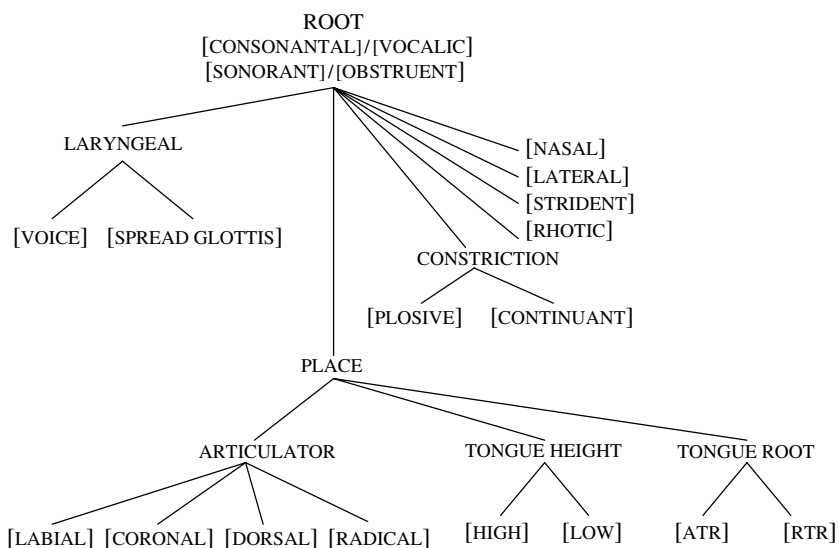 ROOT
[CONSONANTAL]/[VOCALIC]
[SONORANT]/[OBSTRUENT]
LARYNGEAL
[NASAL]
[LATERAL]
[STRIDENT]
[RHOTIC]
[VOICE] [SPREAD GLOTTIS]
CONSTRICTION
[PLOSIVE] [CONTINUANT]
PLACE
ARTICULATOR TONGUE HEIGHT TONGUE ROOT
[LABIAL] [CORONAL] [DORSAL] [RADICAL] [HIGH] [LOW] [ATR] [RTR]